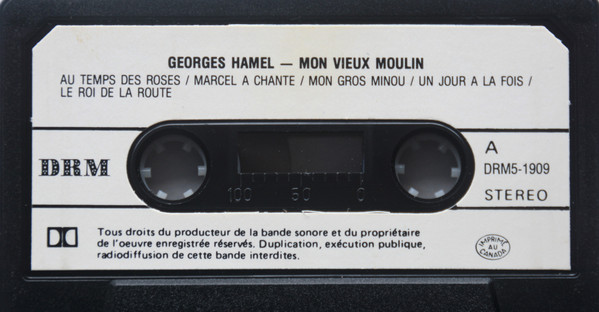 GEORGES HAMEL — MON VIEUX MOULIN
AU TEMPS DES ROSES / MARCEL A CHANTE / MON GROS MINOU / UN JOUR A LA FOIS /
LE ROI DE LA ROUTE
DRM
A
DRM5-1909
STEREO
100 50 0
Tous droits du producteur de la bande sonore et du propriétaire
de l'oeuvre enregistrée réservés. Duplication, exécution publique,
radiodiffusion de cette bande interdites.
IMPRIMÉ
AU
CANADA